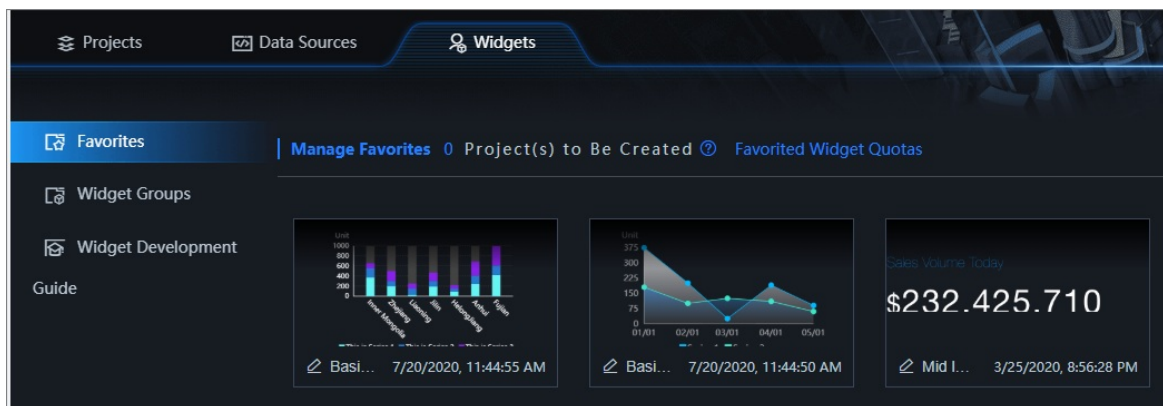 Projects
Data Sources
Widgets
Favorites
Manage Favorites 0 Project(s) to Be Created Favorited Widget Quotas
Widget Groups
Widget Development
Guide
Unit
1000
800
600
400
200
0
Inner Mongolia
Zhejiang
Liaoning
Jilin
Heilongjiang
Anhui
Fujian
Basi... 7/20/2020, 11:44:55 AM
Unit
375
300
225
150
75
0
01/01 02/01 03/01 04/01 05/01
Basi... 7/20/2020, 11:44:50 AM
Sales Volume Today
$232.425.710
Mid I... 3/25/2020, 8:56:28 PM